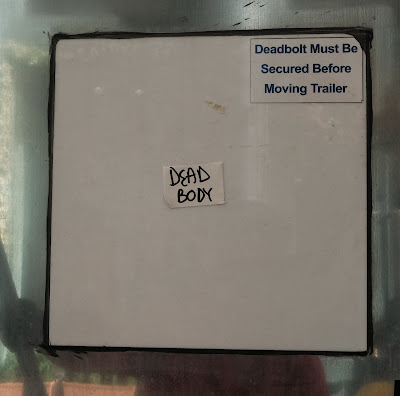 Deadbolt Must Be
Secured Before
Moving Trailer
DEAD
BODY